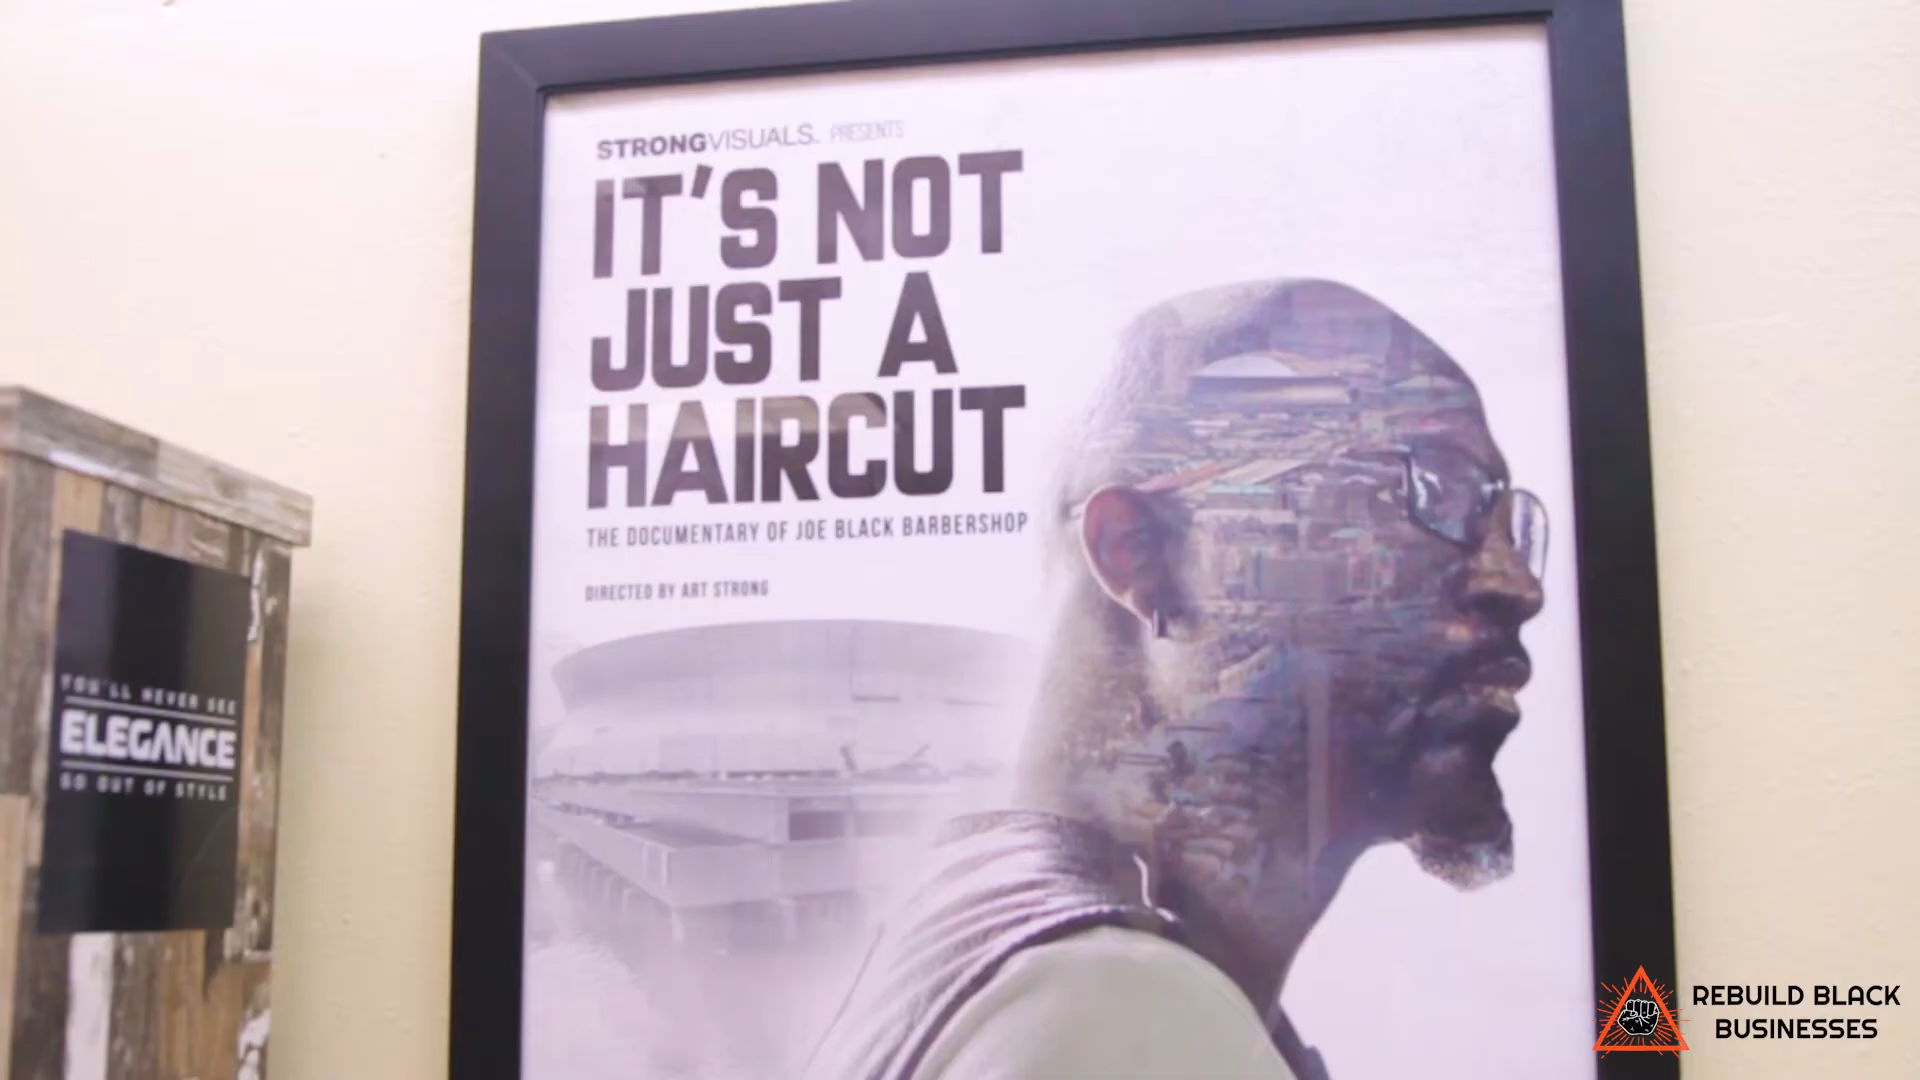 STRONGVISUALS. PRESENTS
IT'S NOT
JUST A
HAIRCUT
THE DOCUMENTARY OF JOE BLACK BARBERSHOP
DIRECTED BY ART STRONG
YOU'LL NEVER SEE
ELEGANCE
GO OUT OF STYLE
REBUILD BLACK
BUSINESSES